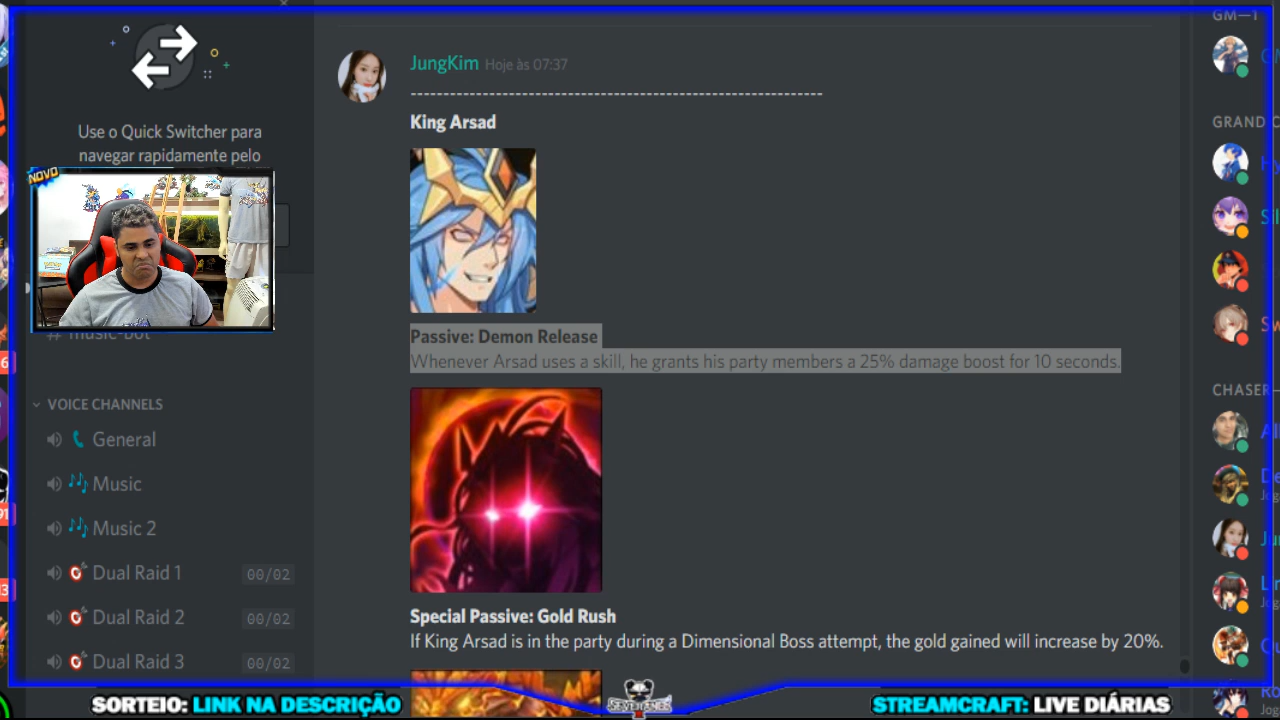 Use o Quick Switcher para
navegar rapidamente pelo
NOVO
music-bot
VOICE CHANNELS
General
Music
Music 2
Dual Raid 1 00/02
Dual Raid 2 00/02
Dual Raid 3 00/02
JungKim Hoje às 07:37
--------------------------------------------------------------
King Arsad
Passive: Demon Release
Whenever Arsad uses a skill, he grants his party members a 25% damage boost for 10 seconds.
Special Passive: Gold Rush
If King Arsad is in the party during a Dimensional Boss attempt, the gold gained will increase by 20%.
GM—1
GRAND C
CHASER—
SORTEIO: LINK NA DESCRIÇÃO
STREAMCRAFT: LIVE DIÁRIAS